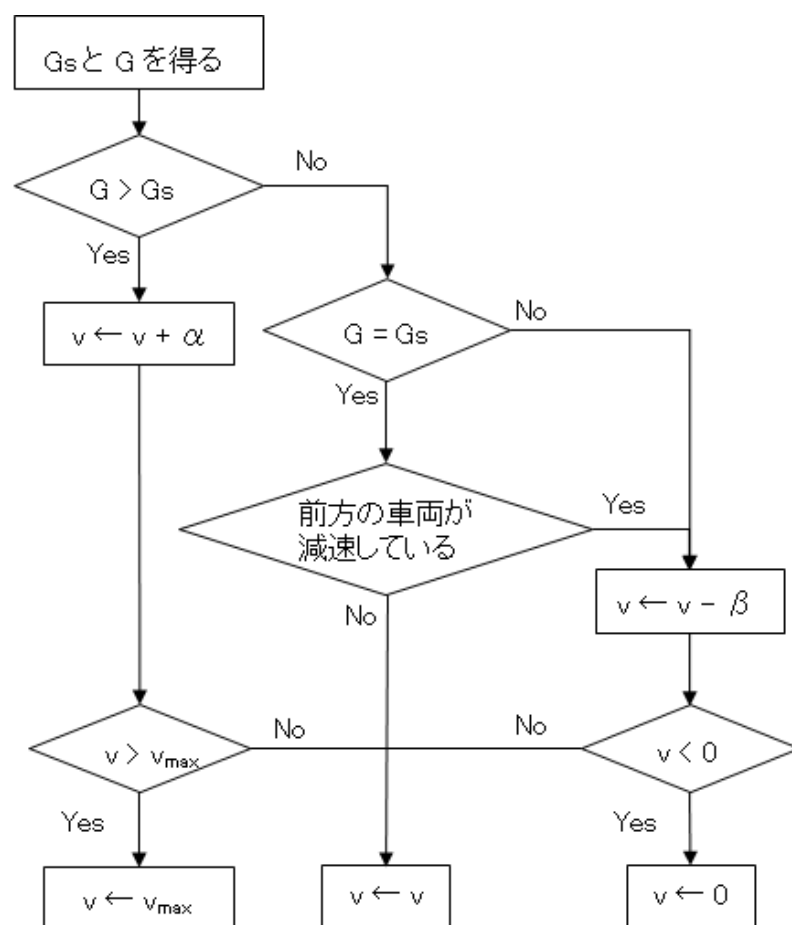 GsとGを得る
No
G > Gs
Yes
v ← v + α
No
G = Gs
Yes
前方の車両が
減速している
Yes
No
v ← v − β
No
No
v > vmax
v < 0
Yes
Yes
v ← vmax
v ← v
v ← 0